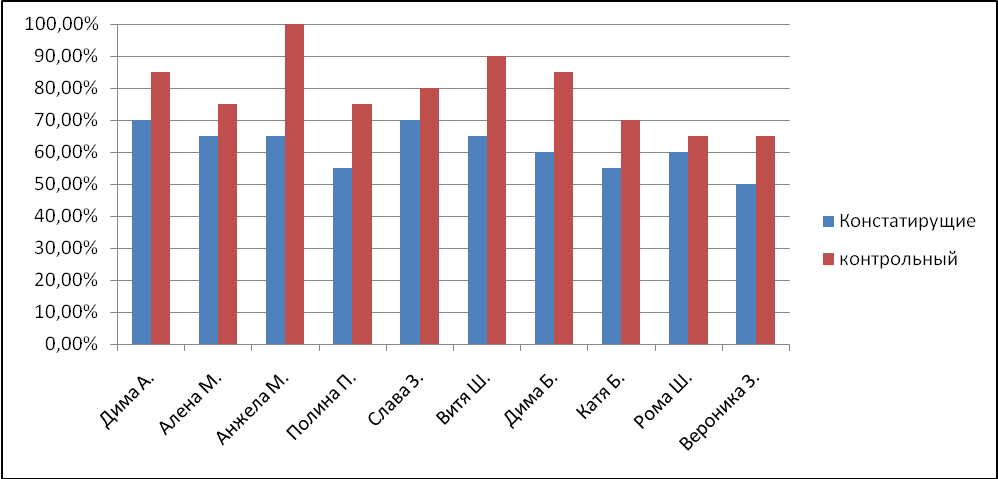 100,00%
90,00%
80,00%
70,00%
60,00%
50,00%
40,00%
30,00%
20,00%
10,00%
0,00%
Дима А.
Алена М.
Анжела М.
Полина П.
Слава З.
Витя Ш.
Дима Б.
Катя Б.
Рома Ш.
Вероника З.
Констатирущие
контрольный